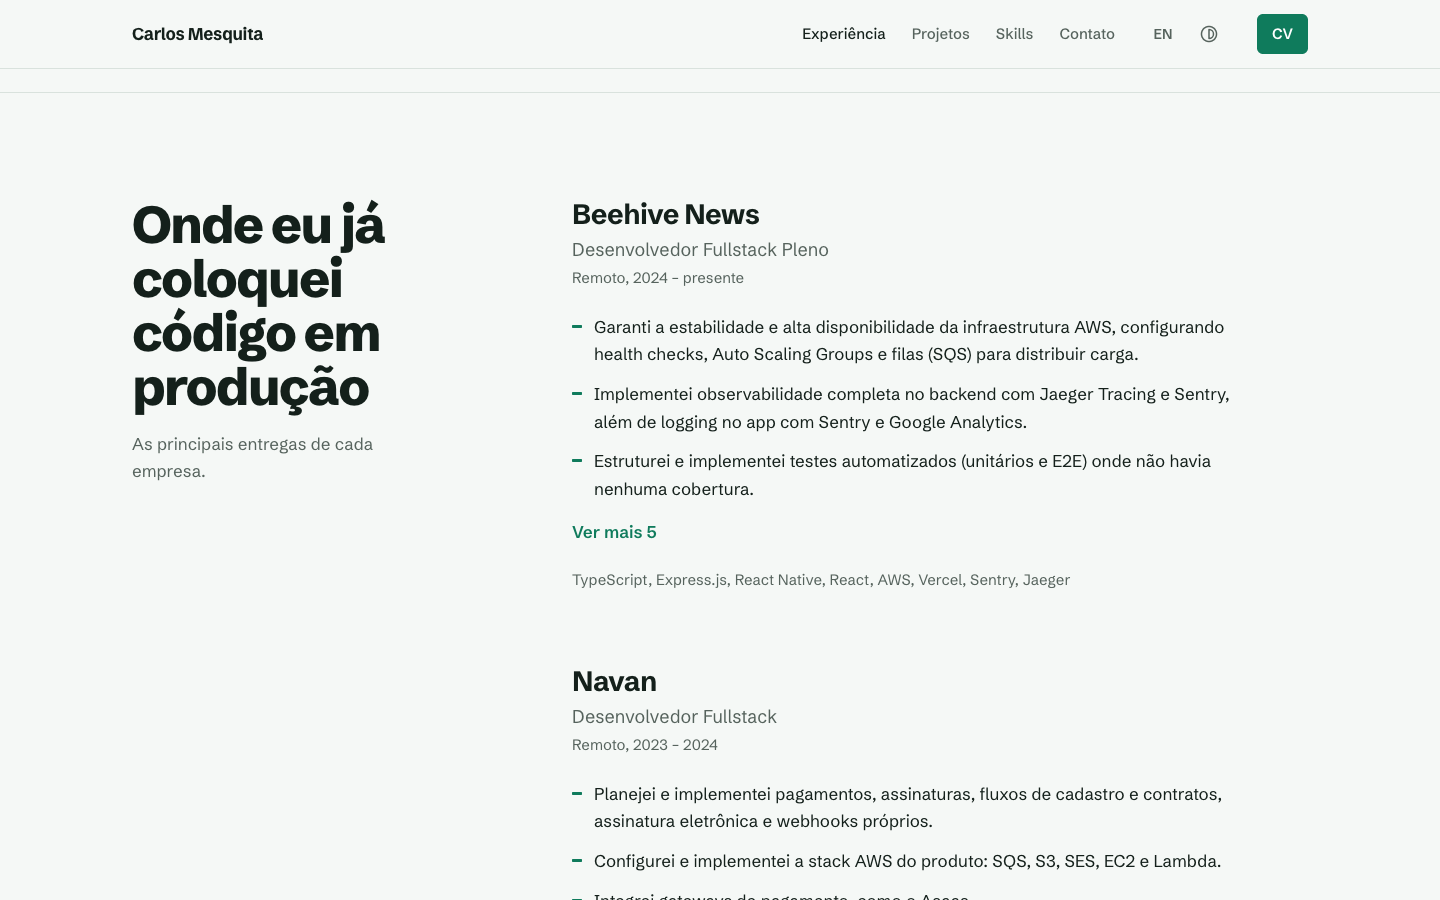 Carlos Mesquita
Experiência
Projetos
Skills
Contato
EN
CV
Onde eu já
coloquei
código em
produção
As principais entregas de cada
empresa.
Beehive News
Desenvolvedor Fullstack Pleno
Remoto, 2024 – presente
Garanti a estabilidade e alta disponibilidade da infraestrutura AWS, configurando
health checks, Auto Scaling Groups e filas (SQS) para distribuir carga.
Implementei observabilidade completa no backend com Jaeger Tracing e Sentry,
além de logging no app com Sentry e Google Analytics.
Estruturei e implementei testes automatizados (unitários e E2E) onde não havia
nenhuma cobertura.
Ver mais 5
TypeScript, Express.js, React Native, React, AWS, Vercel, Sentry, Jaeger
Navan
Desenvolvedor Fullstack
Remoto, 2023 – 2024
Planejei e implementei pagamentos, assinaturas, fluxos de cadastro e contratos,
assinatura eletrônica e webhooks próprios.
Configurei e implementei a stack AWS do produto: SQS, S3, SES, EC2 e Lambda.
Integrei gateways de pagamento, como o Asaas.